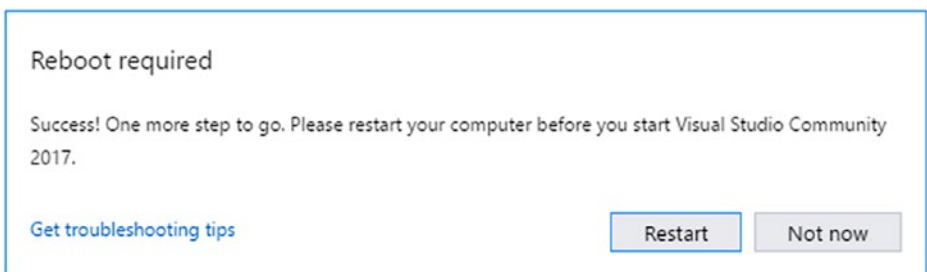 Reboot required
Success! One more step to go. Please restart your computer before you start Visual Studio Community
2017.
Get troubleshooting tips
Restart
Not now